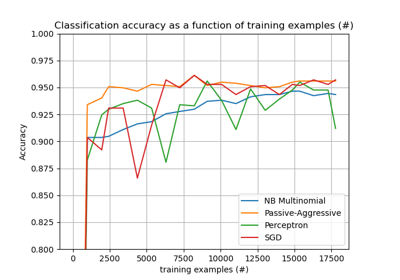 Classification accuracy as a function of training examples (#)
1.000
0.975
0.950
0.925
0.900
0.875
0.850
0.825
0.800
Accuracy
NB Multinomial
Passive-Aggressive
Perceptron
SGD
0 2500 5000 7500 10000 12500 15000 17500
training examples (#)